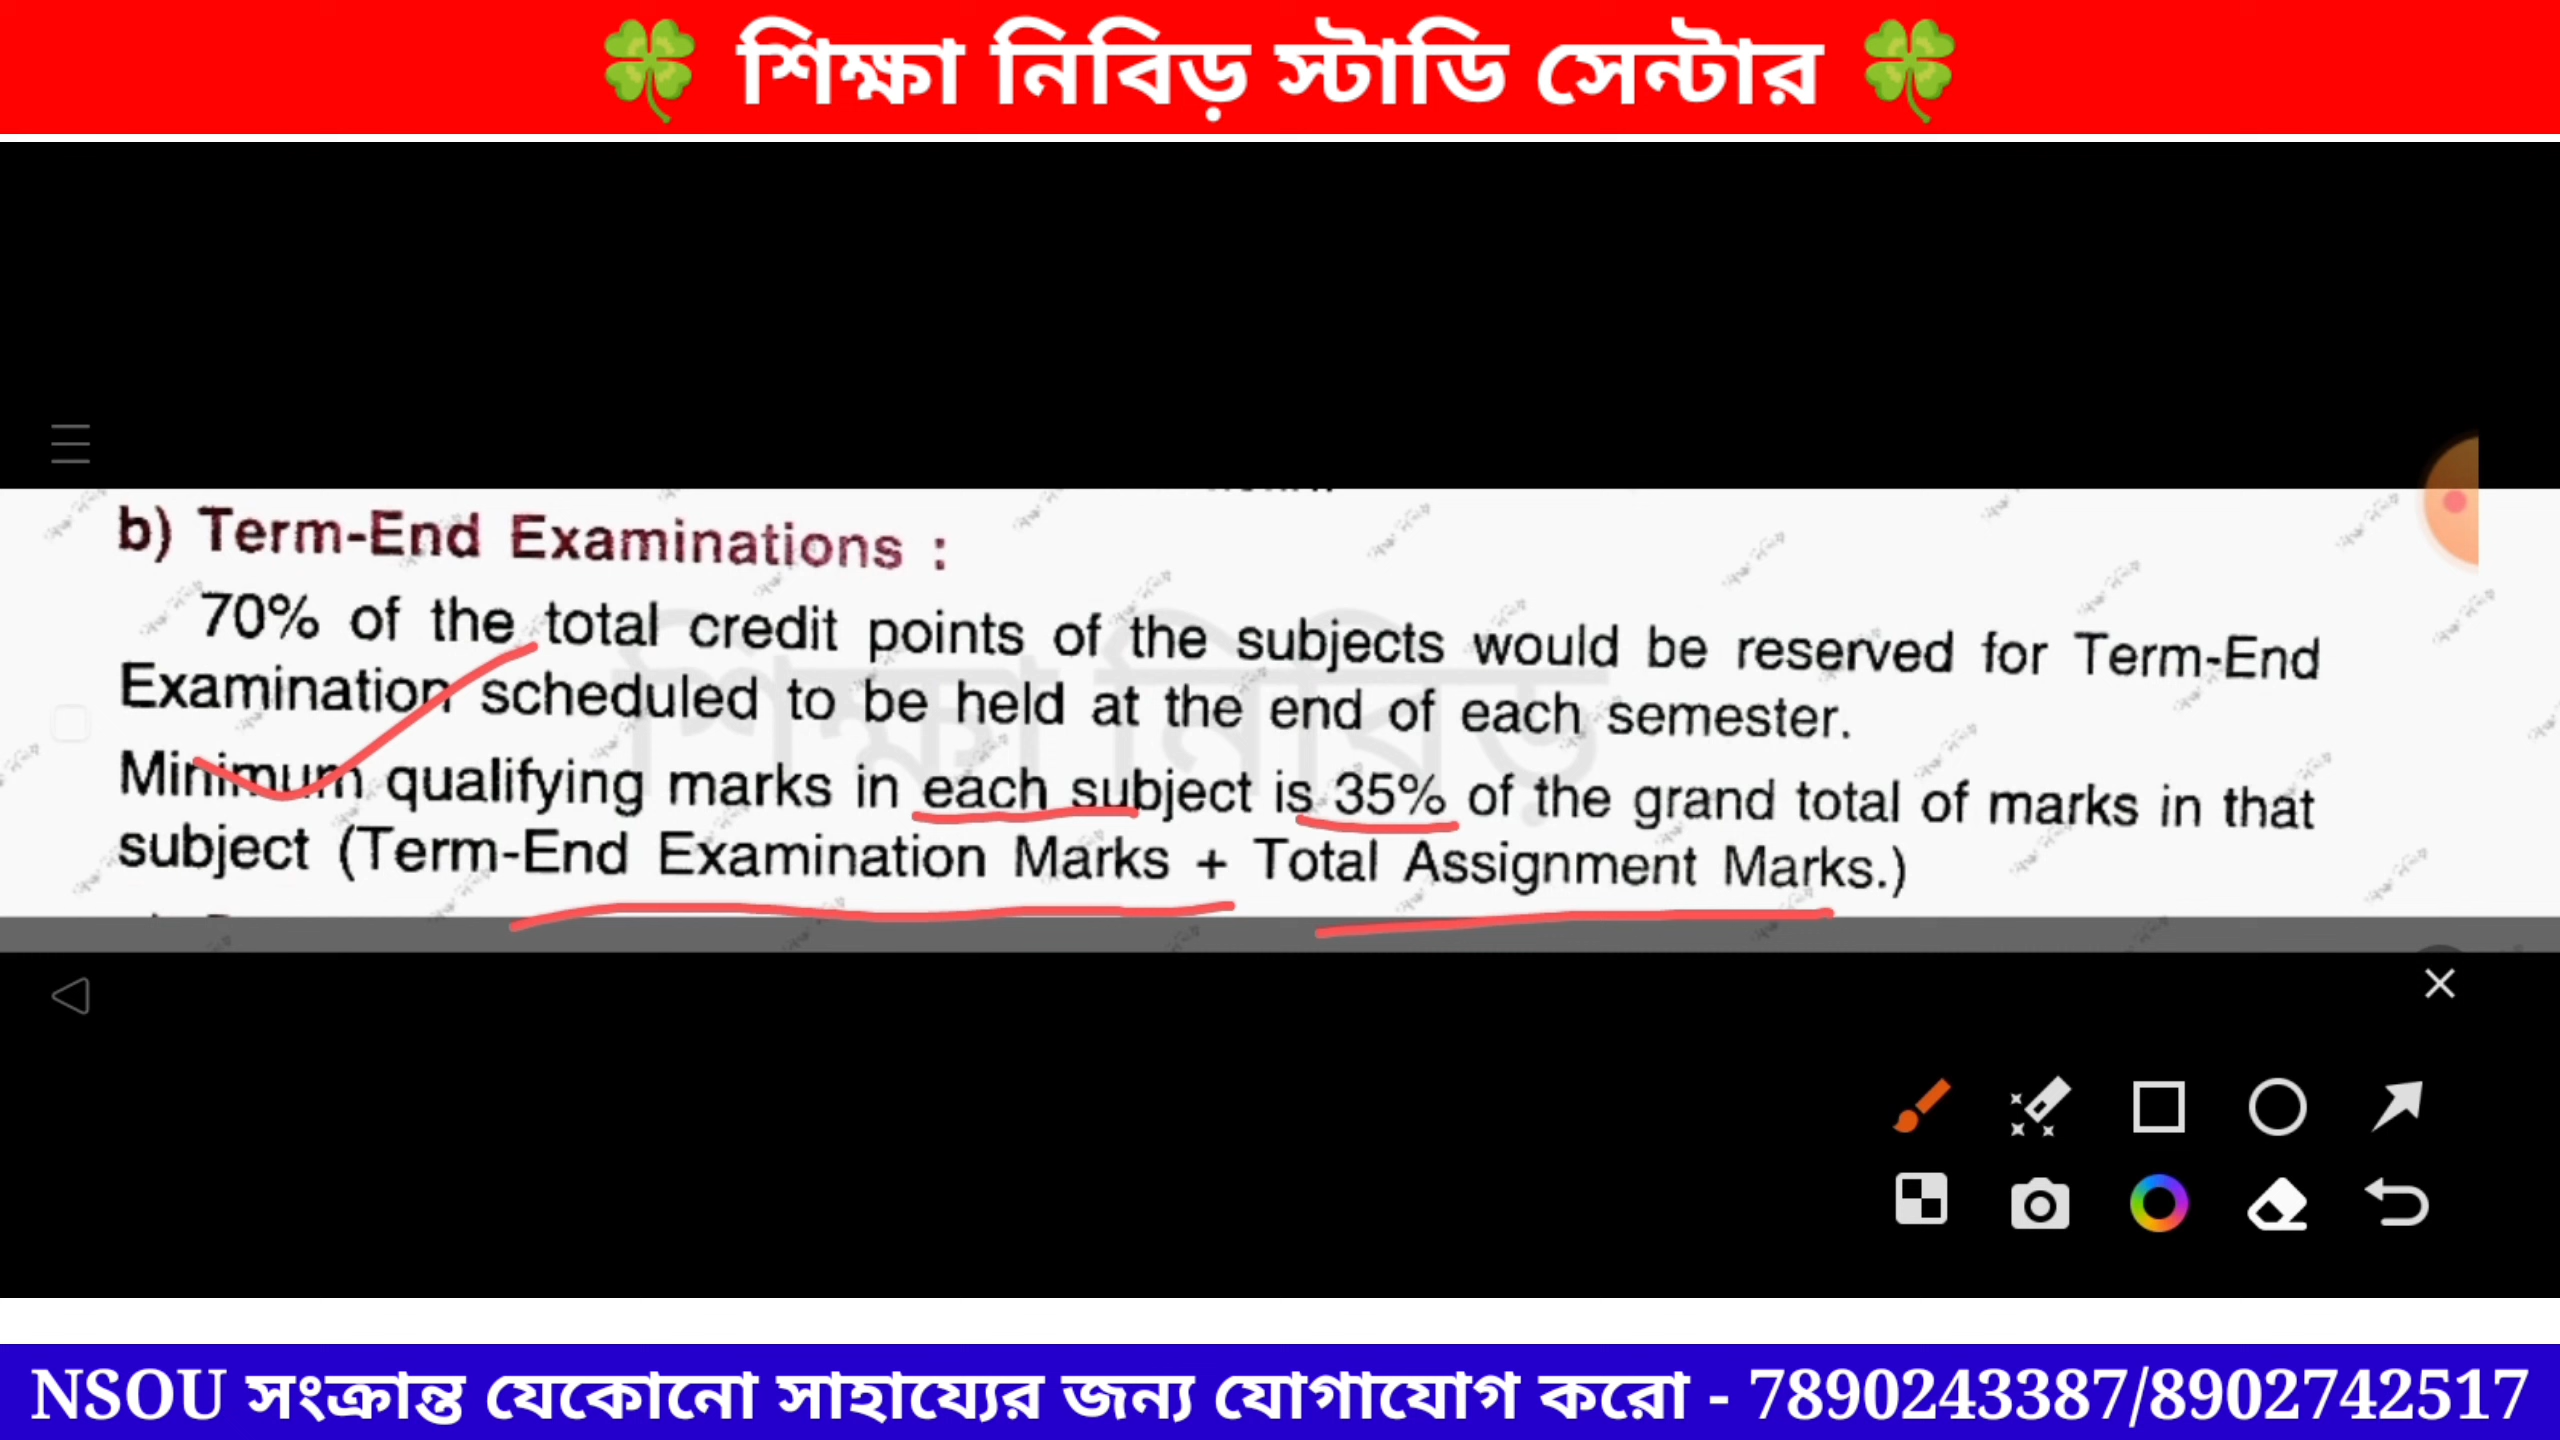 🍀 শিক্ষা নিবিড় স্টাডি সেন্টার 🍀
b) Term-End Examinations :
70% of the total credit points of the subjects would be reserved for Term-End
Examination scheduled to be held at the end of each semester.
Minimum qualifying marks in each subject is 35% of the grand total of marks in that
subject (Term-End Examination Marks + Total Assignment Marks.)
শিক্ষা নিবিড়
NSOU সংক্রান্ত যেকোনো সাহায্যের জন্য যোগাযোগ করো - 7890243387/8902742517